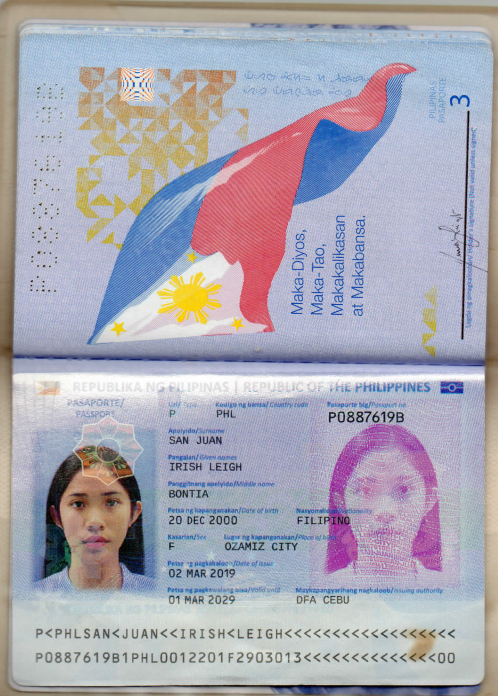 P0887619B
PILIPINAS
PASAPORTE
3
Maka-Diyos,
Maka-Tao,
Makakalikasan
at Makabansa.
REPUBLIKA NG PILIPINAS | REPUBLIC OF THE PHILIPPINES
PASAPORTE/
PASSPORT
P
Kodigo ng bansa/Country code
PHL
Pasaporte blg/Passport no.
P0887619B
Apelyido/Surname
SAN JUAN
Pangalan/Given names
IRISH LEIGH
Panggitnang apelyido/Middle name
BONTIA
Petsa ng kapanganakan/Date of birth
20 DEC 2000
Nasyonalidad/Nationality
FILIPINO
Kasarian/Sex
F
Lugar ng kapanganakan/Place of birth
OZAMIZ CITY
Petsa ng pagkakaloob/Date of issue
02 MAR 2019
Petsa ng pagkawalang bisa/Valid until
01 MAR 2029
Maykapangyarihang nagkaloob/Issuing authority
DFA CEBU
P<PHLSAN<JUAN<<IRISH<LEIGH<<<<<<<<<<<<<<<<<<
P0887619B1PHL0012201F2903013<<<<<<<<<<<<<<00